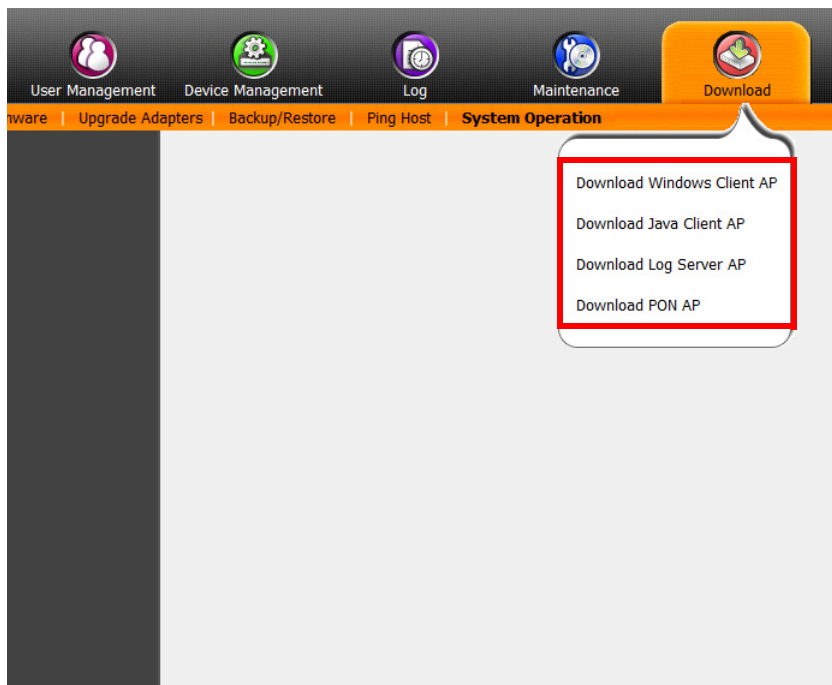 User Management Device Management Log Maintenance Download
Upgrade Adapters | Backup/Restore | Ping Host | System Operation
Download Windows Client AP
Download Java Client AP
Download Log Server AP
Download PON AP